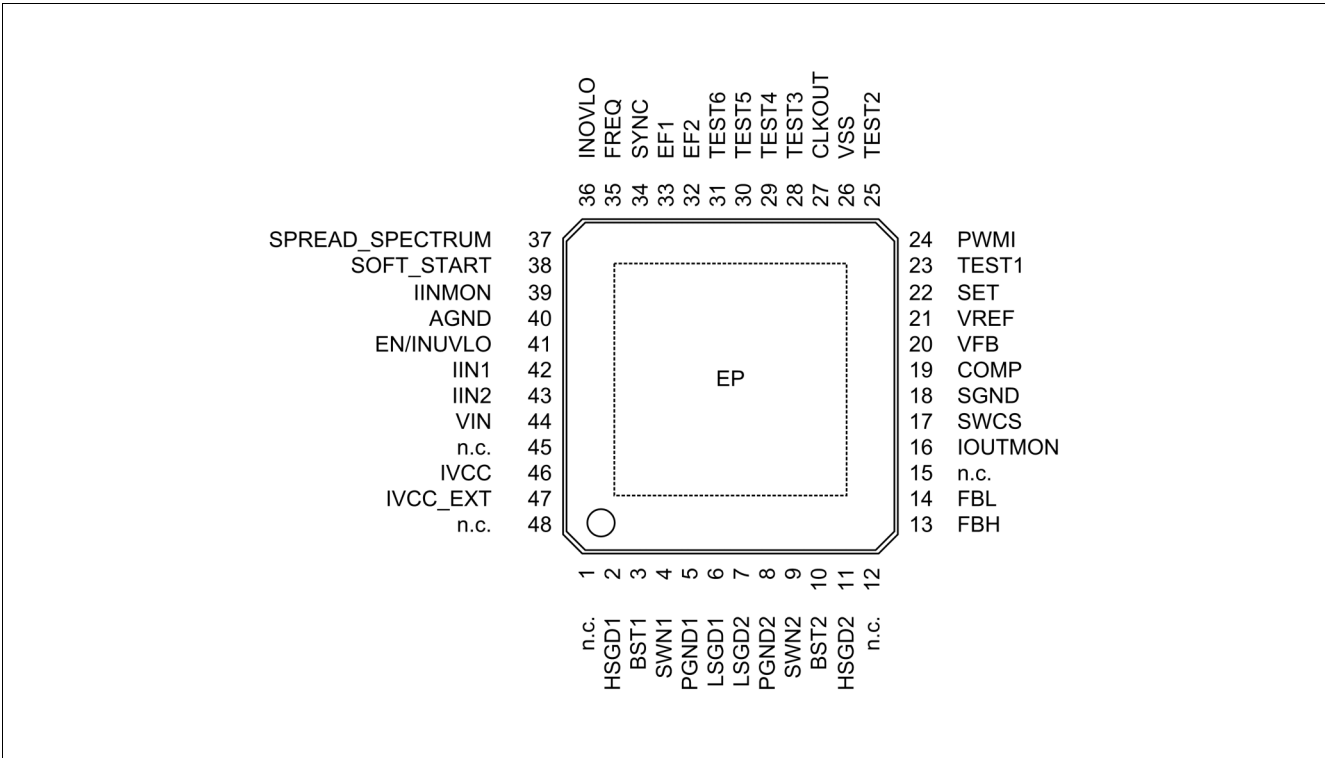 INOVLO
FREQ
SYNC
EF1
EF2
TEST6
TEST5
TEST4
TEST3
CLKOUT
VSS
TEST2
36
35
34
33
32
31
30
29
28
27
26
25
SPREAD_SPECTRUM 37
SOFT_START 38
IINMON 39
AGND 40
EN/INUVLO 41
IIN1 42
IIN2 43
VIN 44
n.c. 45
IVCC 46
IVCC_EXT 47
n.c. 48
EP
24 PWMI
23 TEST1
22 SET
21 VREF
20 VFB
19 COMP
18 SGND
17 SWCS
16 IOUTMON
15 n.c.
14 FBL
13 FBH
1
2
3
4
5
6
7
8
9
10
11
12
n.c.
HSGD1
BST1
SWN1
PGND1
LSGD1
LSGD2
PGND2
SWN2
BST2
HSGD2
n.c.